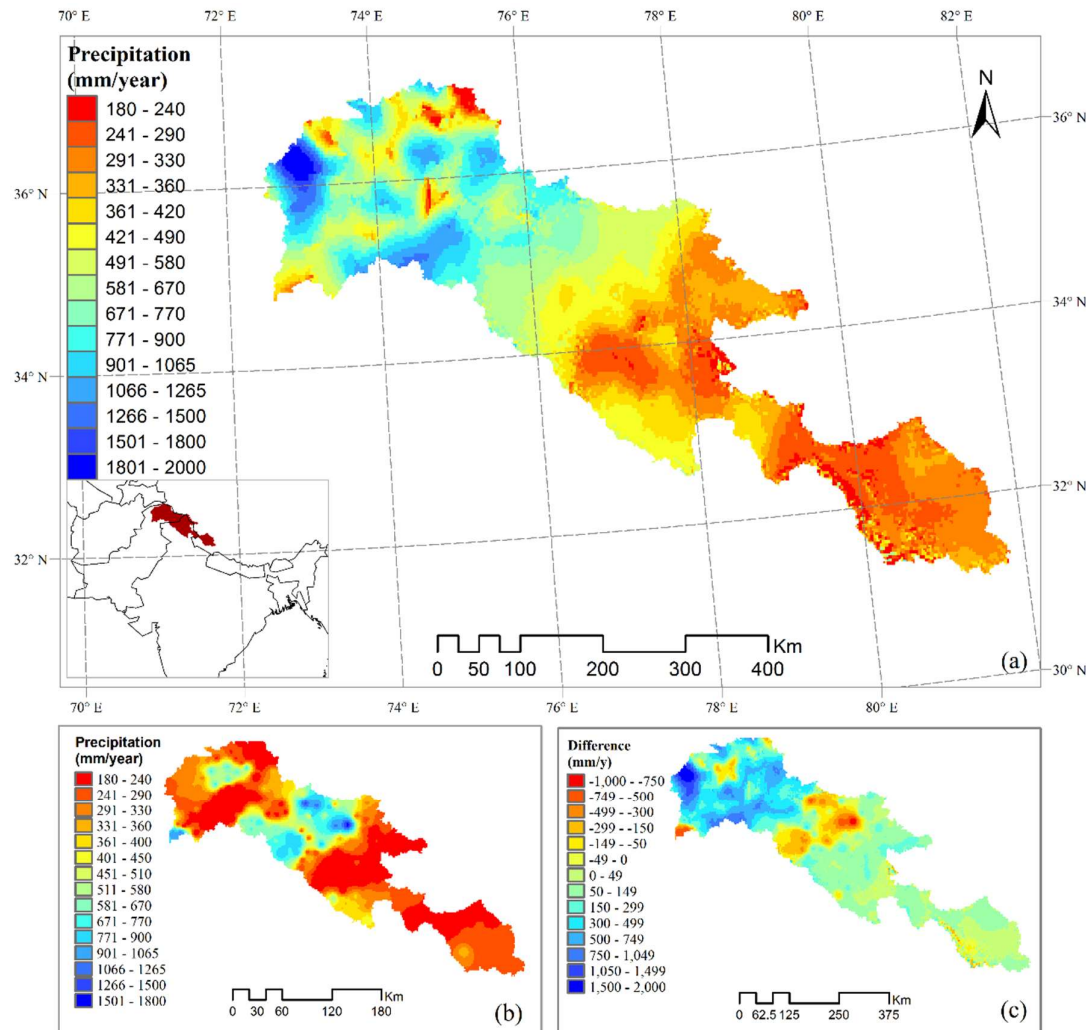 70° E 72° E 74° E 76° E 78° E 80° E 82° E
Precipitation
(mm/year)
180 - 240
241 - 290
291 - 330
331 - 360
361 - 420
421 - 490
491 - 580
581 - 670
671 - 770
771 - 900
901 - 1065
1066 - 1265
1266 - 1500
1501 - 1800
1801 - 2000
N
36° N
36° N
34° N
34° N
32° N
32° N
30° N
Km
0 50 100 200 300 400
(a)
70° E 72° E 74° E 76° E 78° E 80° E
Precipitation
(mm/year)
180 - 240
241 - 290
291 - 330
331 - 360
361 - 400
401 - 450
451 - 510
511 - 580
581 - 670
671 - 770
771 - 900
901 - 1065
1066 - 1265
1266 - 1500
1501 - 1800
Km
0 30 60 120 180
(b)
Difference
(mm/y)
-1,000 - -750
-749 - -500
-499 - -300
-299 - -150
-149 - -50
-49 - 0
0 - 49
50 - 149
150 - 299
300 - 499
500 - 749
750 - 1,049
1,050 - 1,499
1,500 - 2,000
Km
0 62.5 125 250 375
(c)